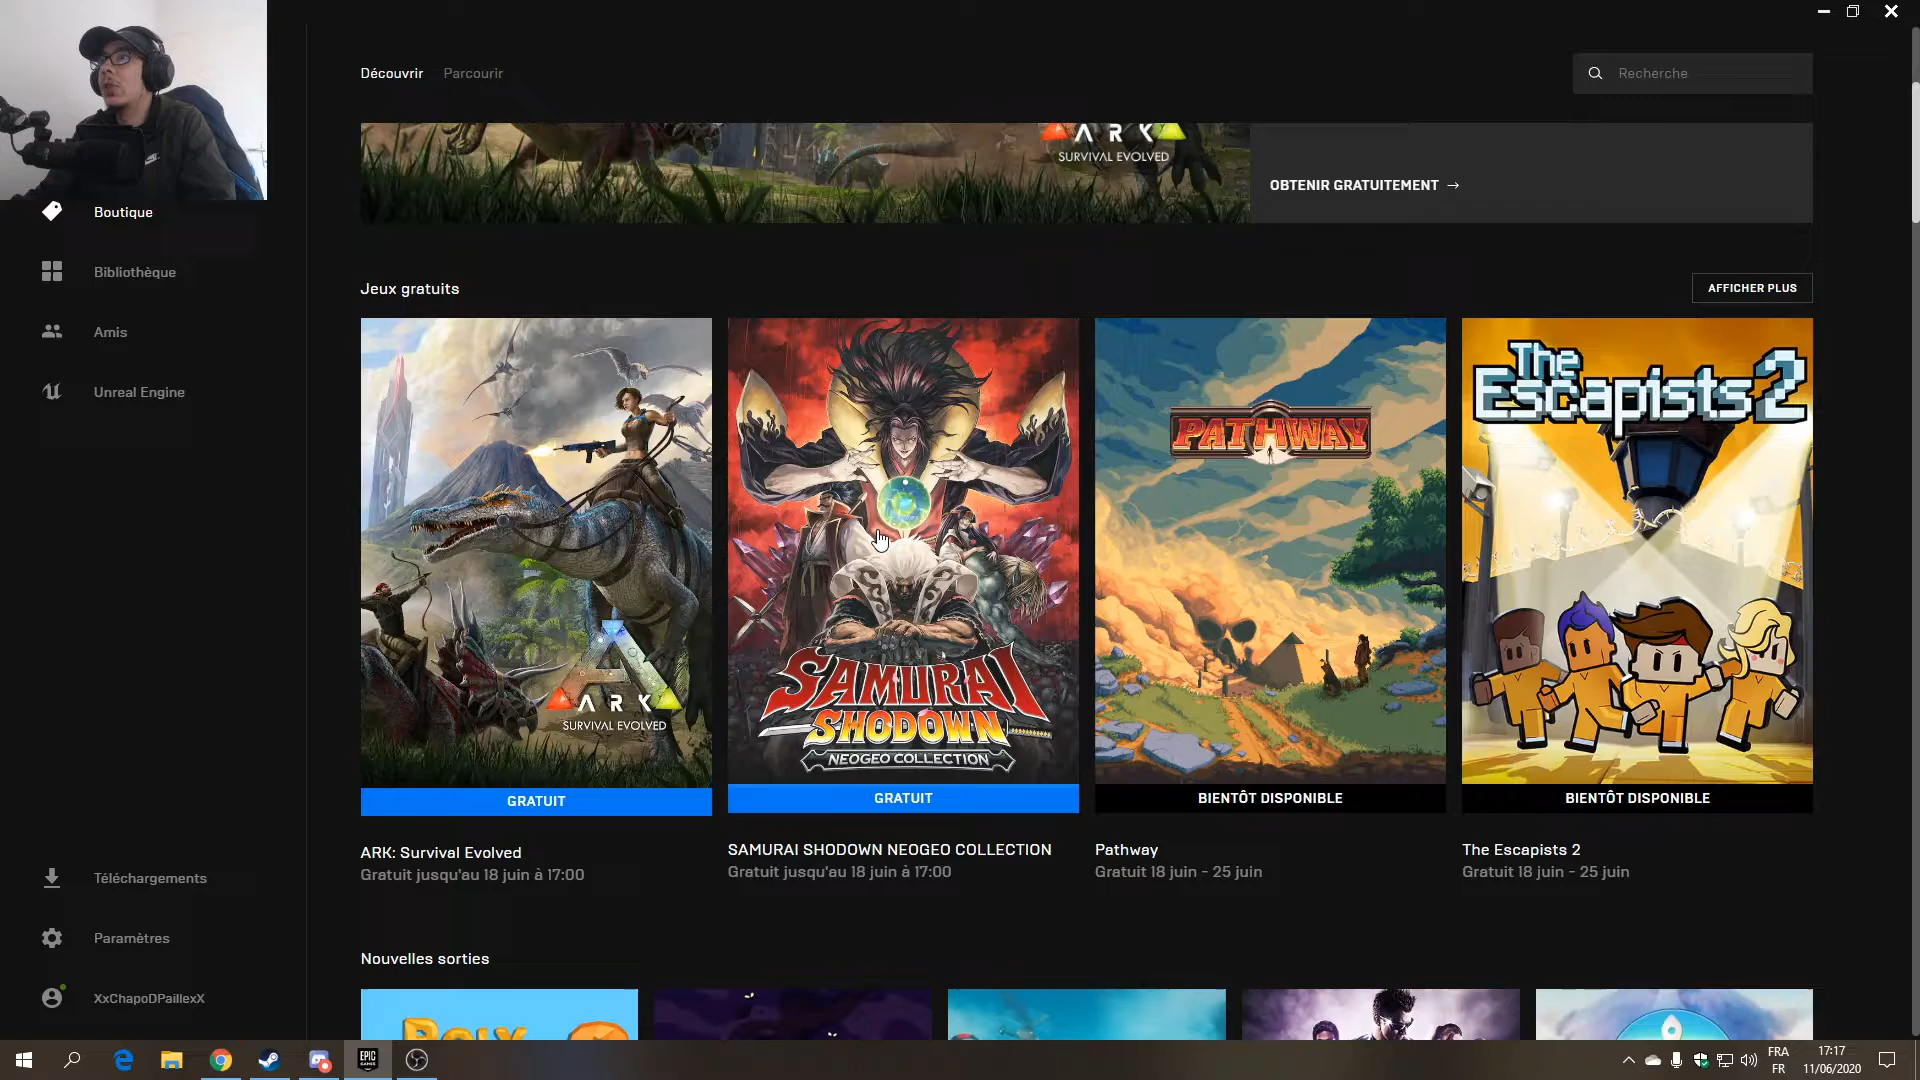 Découvrir Parcourir
Recherche
ARK
SURVIVAL EVOLVED
OBTENIR GRATUITEMENT →
Boutique
Bibliothèque
Amis
Unreal Engine
Jeux gratuits
AFFICHER PLUS
ARK
SURVIVAL EVOLVED
GRATUIT
ARK: Survival Evolved
Gratuit jusqu'au 18 juin à 17:00
SAMURAI
SHODOWN
NEOGEO COLLECTION
GRATUIT
SAMURAI SHODOWN NEOGEO COLLECTION
Gratuit jusqu'au 18 juin à 17:00
PATHWAY
BIENTÔT DISPONIBLE
Pathway
Gratuit 18 juin - 25 juin
The
Escapists 2
BIENTÔT DISPONIBLE
The Escapists 2
Gratuit 18 juin - 25 juin
Téléchargements
Paramètres
XxChapoDPaillexX
Nouvelles sorties
EPIC
GAMES
FRA
FR
17:17
11/06/2020